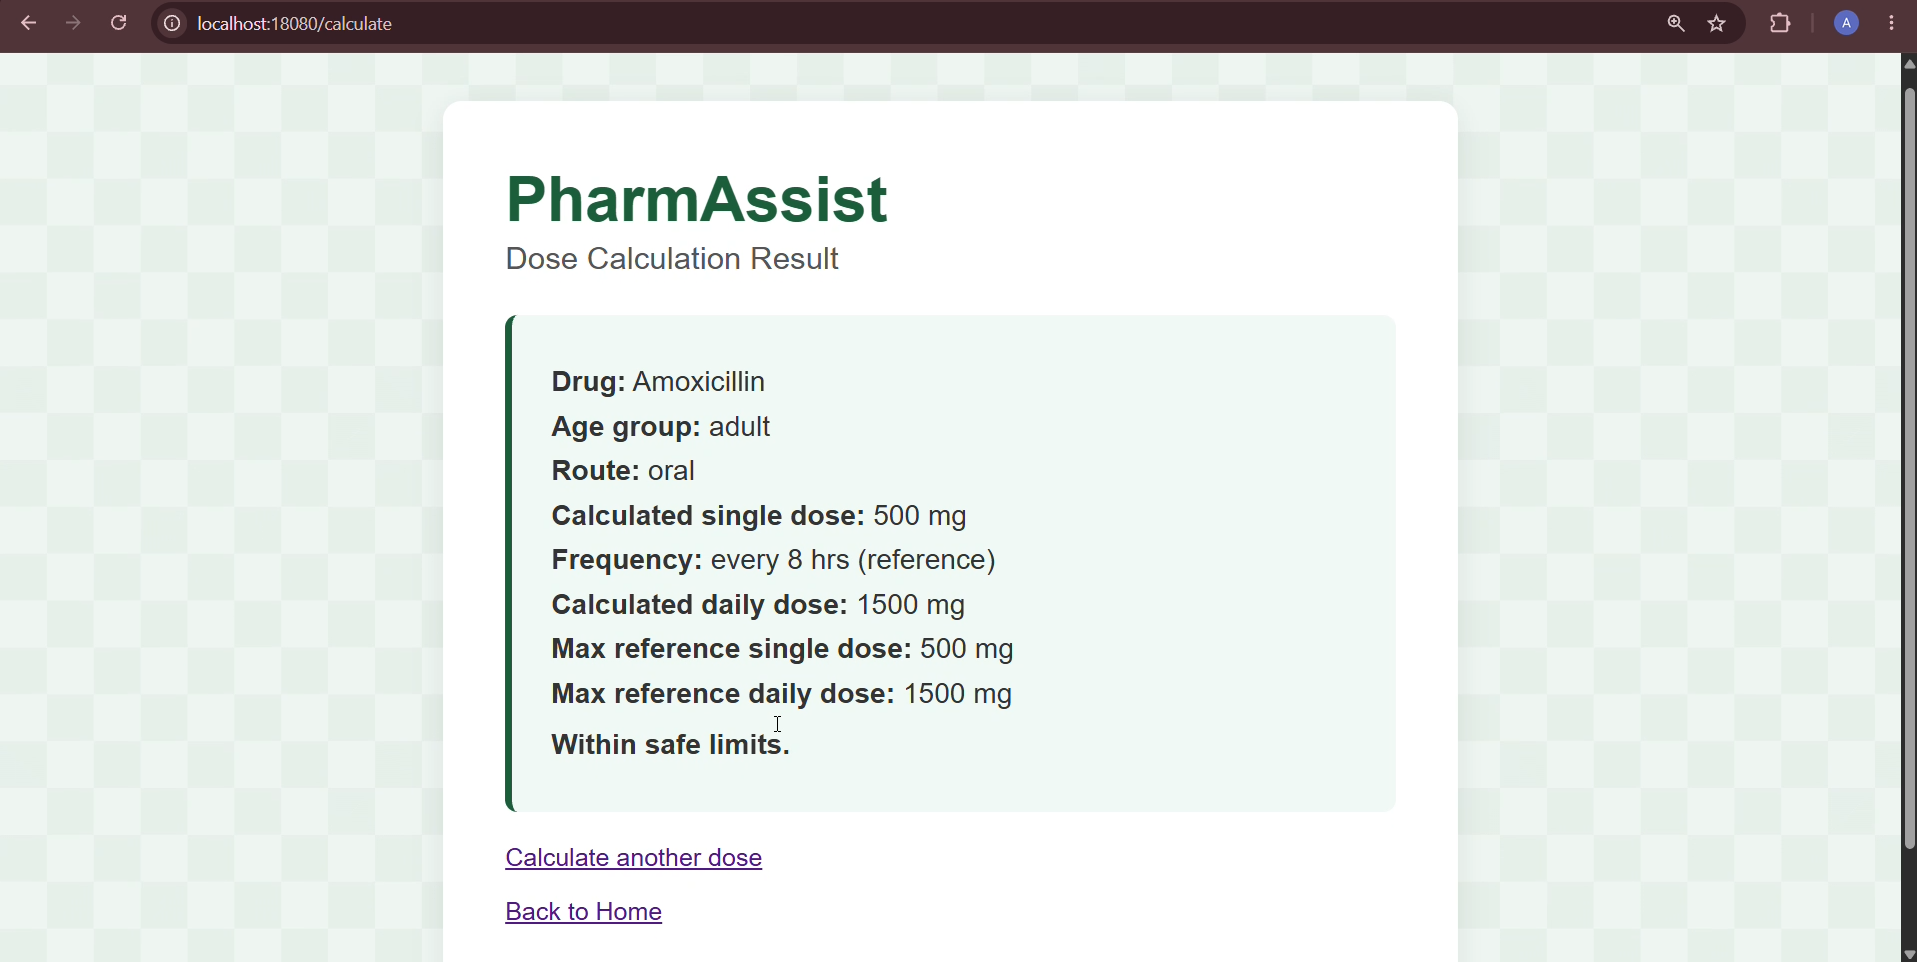 localhost:18080/calculate
A
PharmAssist
Dose Calculation Result
Drug: Amoxicillin
Age group: adult
Route: oral
Calculated single dose: 500 mg
Frequency: every 8 hrs (reference)
Calculated daily dose: 1500 mg
Max reference single dose: 500 mg
Max reference daily dose: 1500 mg
Within safe limits.
Calculate another dose
Back to Home